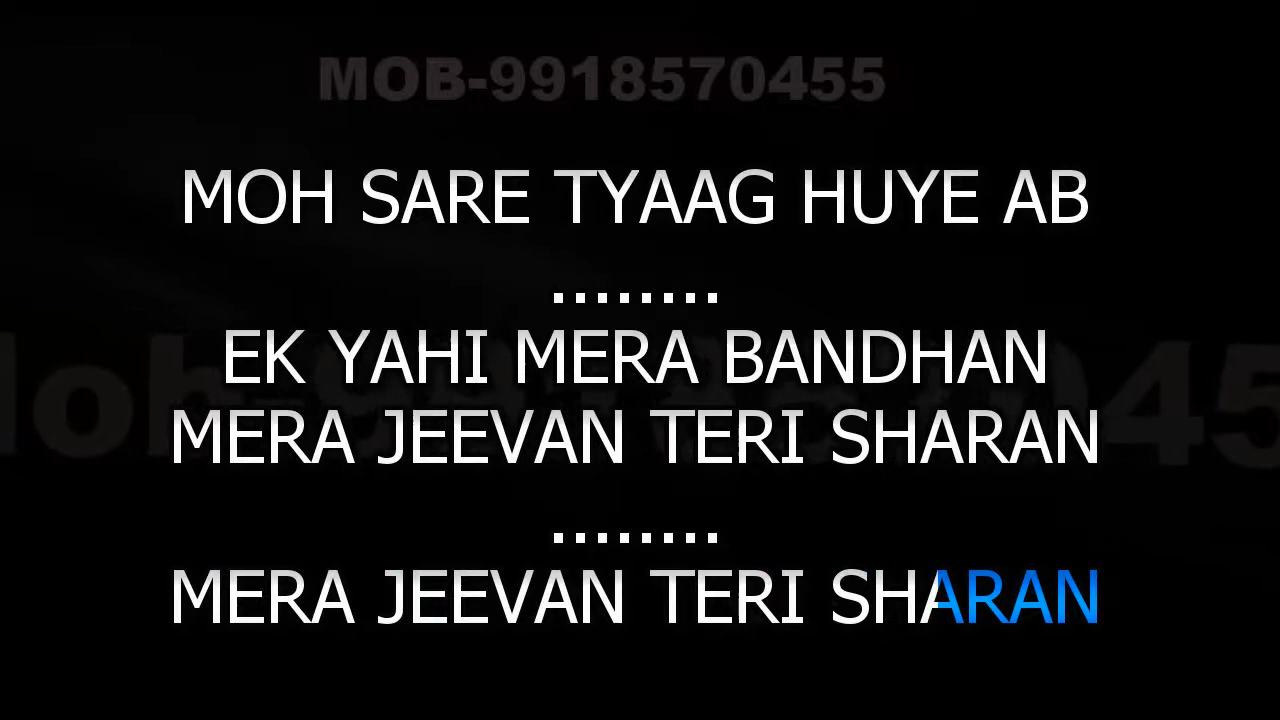 MOB-9918570455
MOH SARE TYAAG HUYE AB
........
EK YAHI MERA BANDHAN
MERA JEEVAN TERI SHARAN
........
MERA JEEVAN TERI SHARAN